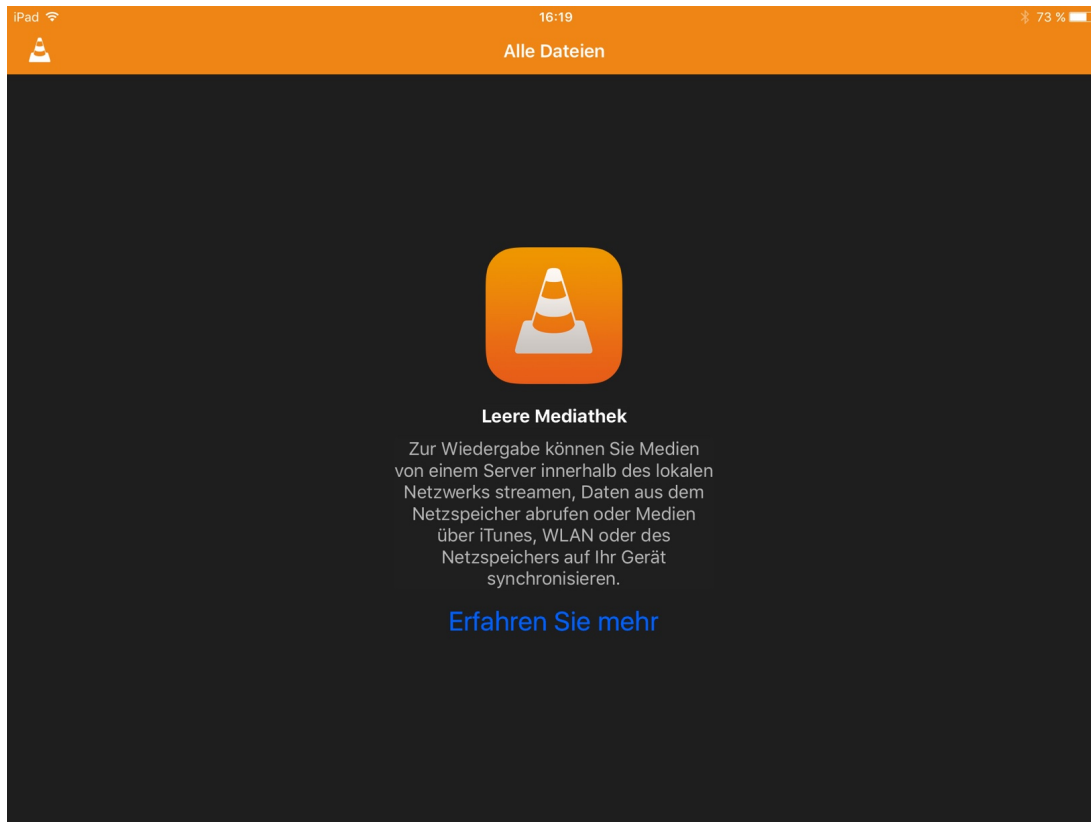 iPad 16:19 73 %
Alle Dateien
Leere Mediathek
Zur Wiedergabe können Sie Medien
von einem Server innerhalb des lokalen
Netzwerks streamen, Daten aus dem
Netzspeicher abrufen oder Medien
über iTunes, WLAN oder des
Netzspeichers auf Ihr Gerät
synchronisieren.
Erfahren Sie mehr